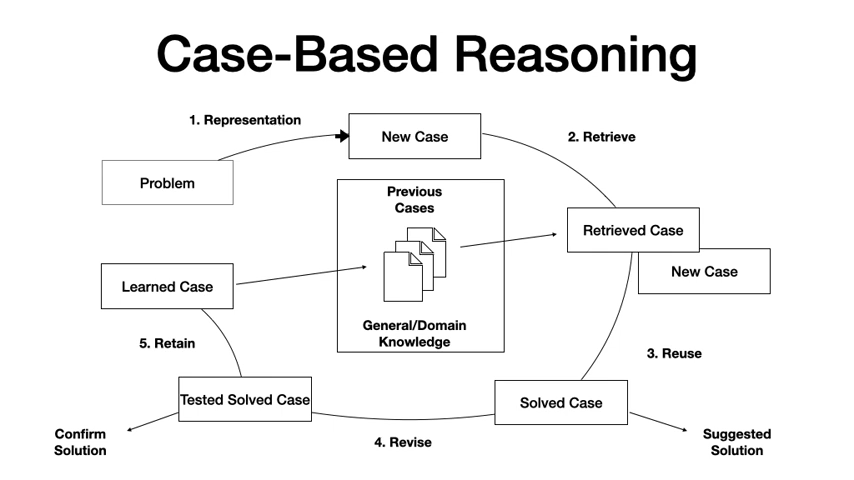 Case-Based Reasoning
1. Representation
New Case
2. Retrieve
Problem
Previous
Cases
Retrieved Case
New Case
Learned Case
General/Domain
Knowledge
5. Retain
3. Reuse
Tested Solved Case
Solved Case
Confirm
Solution
4. Revise
Suggested
Solution